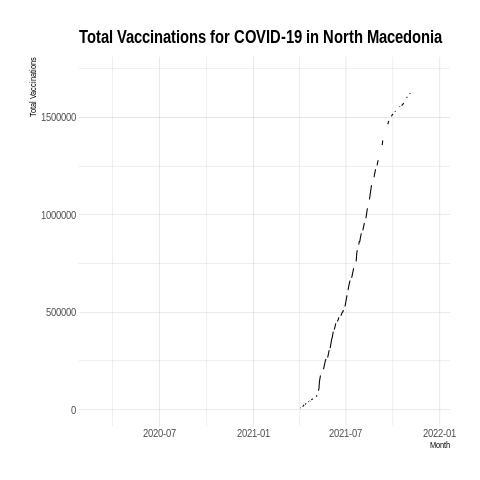 Total Vaccinations for COVID-19 in North Macedonia
Total Vaccinations
1500000
1000000
500000
0
2020-07 2021-01 2021-07 2022-01
Month